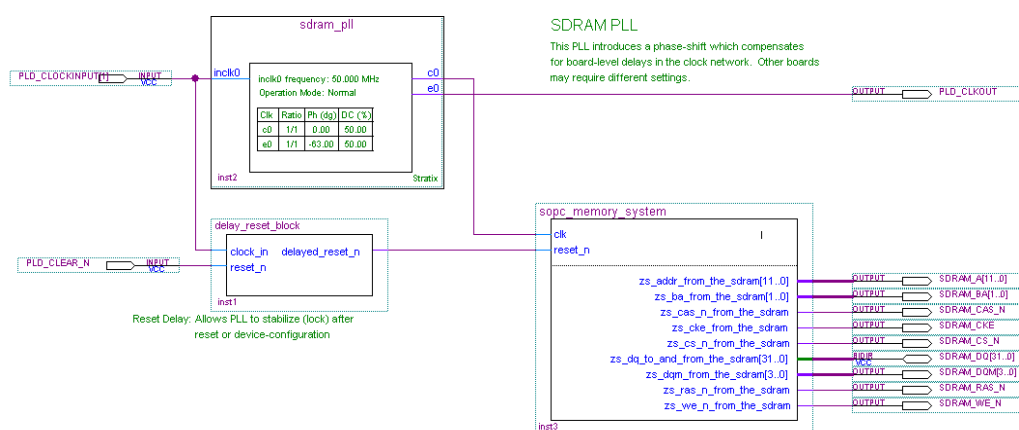 sdram_pll
SDRAM PLL
This PLL introduces a phase-shift which compensates
for board-level delays in the clock network. Other boards
may require different settings.
PLD_CLOCKINPUT[1] INPUT
VCC
inclk0
c0
e0
inclk0 frequency: 50.000 MHz
Operation Mode: Normal
Clk Ratio Ph (dg) DC (%)
c0 1/1 0.00 50.00
e0 1/1 -63.00 50.00
inst2 Stratix
OUTPUT PLD_CLKOUT
delay_reset_block
clock_in delayed_reset_n
reset_n
inst1
PLD_CLEAR_N INPUT
VCC
Reset Delay: Allows PLL to stabilize (lock) after
reset or device-configuration
sopc_memory_system
clk
reset_n
zs_addr_from_the_sdram[11..0]
zs_ba_from_the_sdram[1..0]
zs_cas_n_from_the_sdram
zs_cke_from_the_sdram
zs_cs_n_from_the_sdram
zs_dq_to_and_from_the_sdram[31..0]
zs_dqm_from_the_sdram[3..0]
zs_ras_n_from_the_sdram
zs_we_n_from_the_sdram
inst3
OUTPUT SDRAM_A[11..0]
OUTPUT SDRAM_BA[1..0]
OUTPUT SDRAM_CAS_N
OUTPUT SDRAM_CKE
OUTPUT SDRAM_CS_N
BIDIR SDRAM_DQ[31..0]
VCC
OUTPUT SDRAM_DQM[3..0]
OUTPUT SDRAM_RAS_N
OUTPUT SDRAM_WE_N